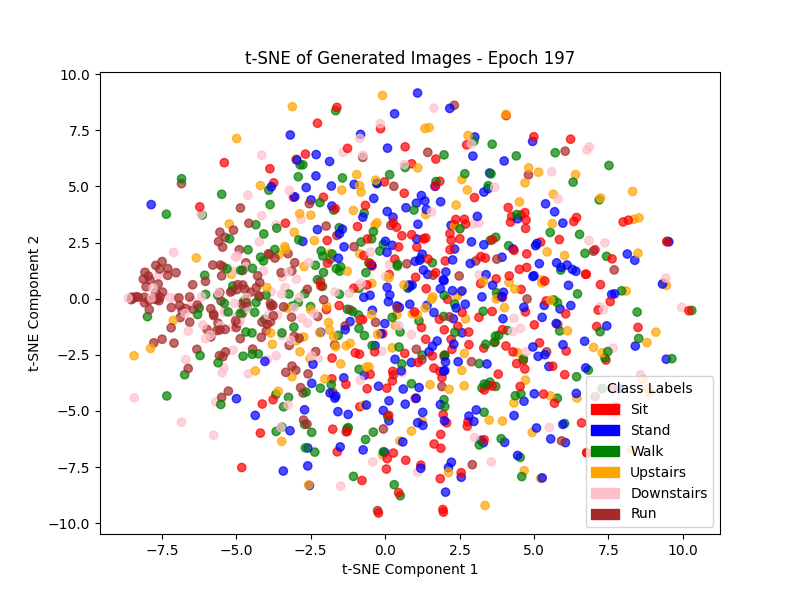 t-SNE of Generated Images - Epoch 197
10.0
7.5
5.0
2.5
0.0
−2.5
−5.0
−7.5
−10.0
t-SNE Component 2
Class Labels
Sit
Stand
Walk
Upstairs
Downstairs
Run
−7.5 −5.0 −2.5 0.0 2.5 5.0 7.5 10.0
t-SNE Component 1